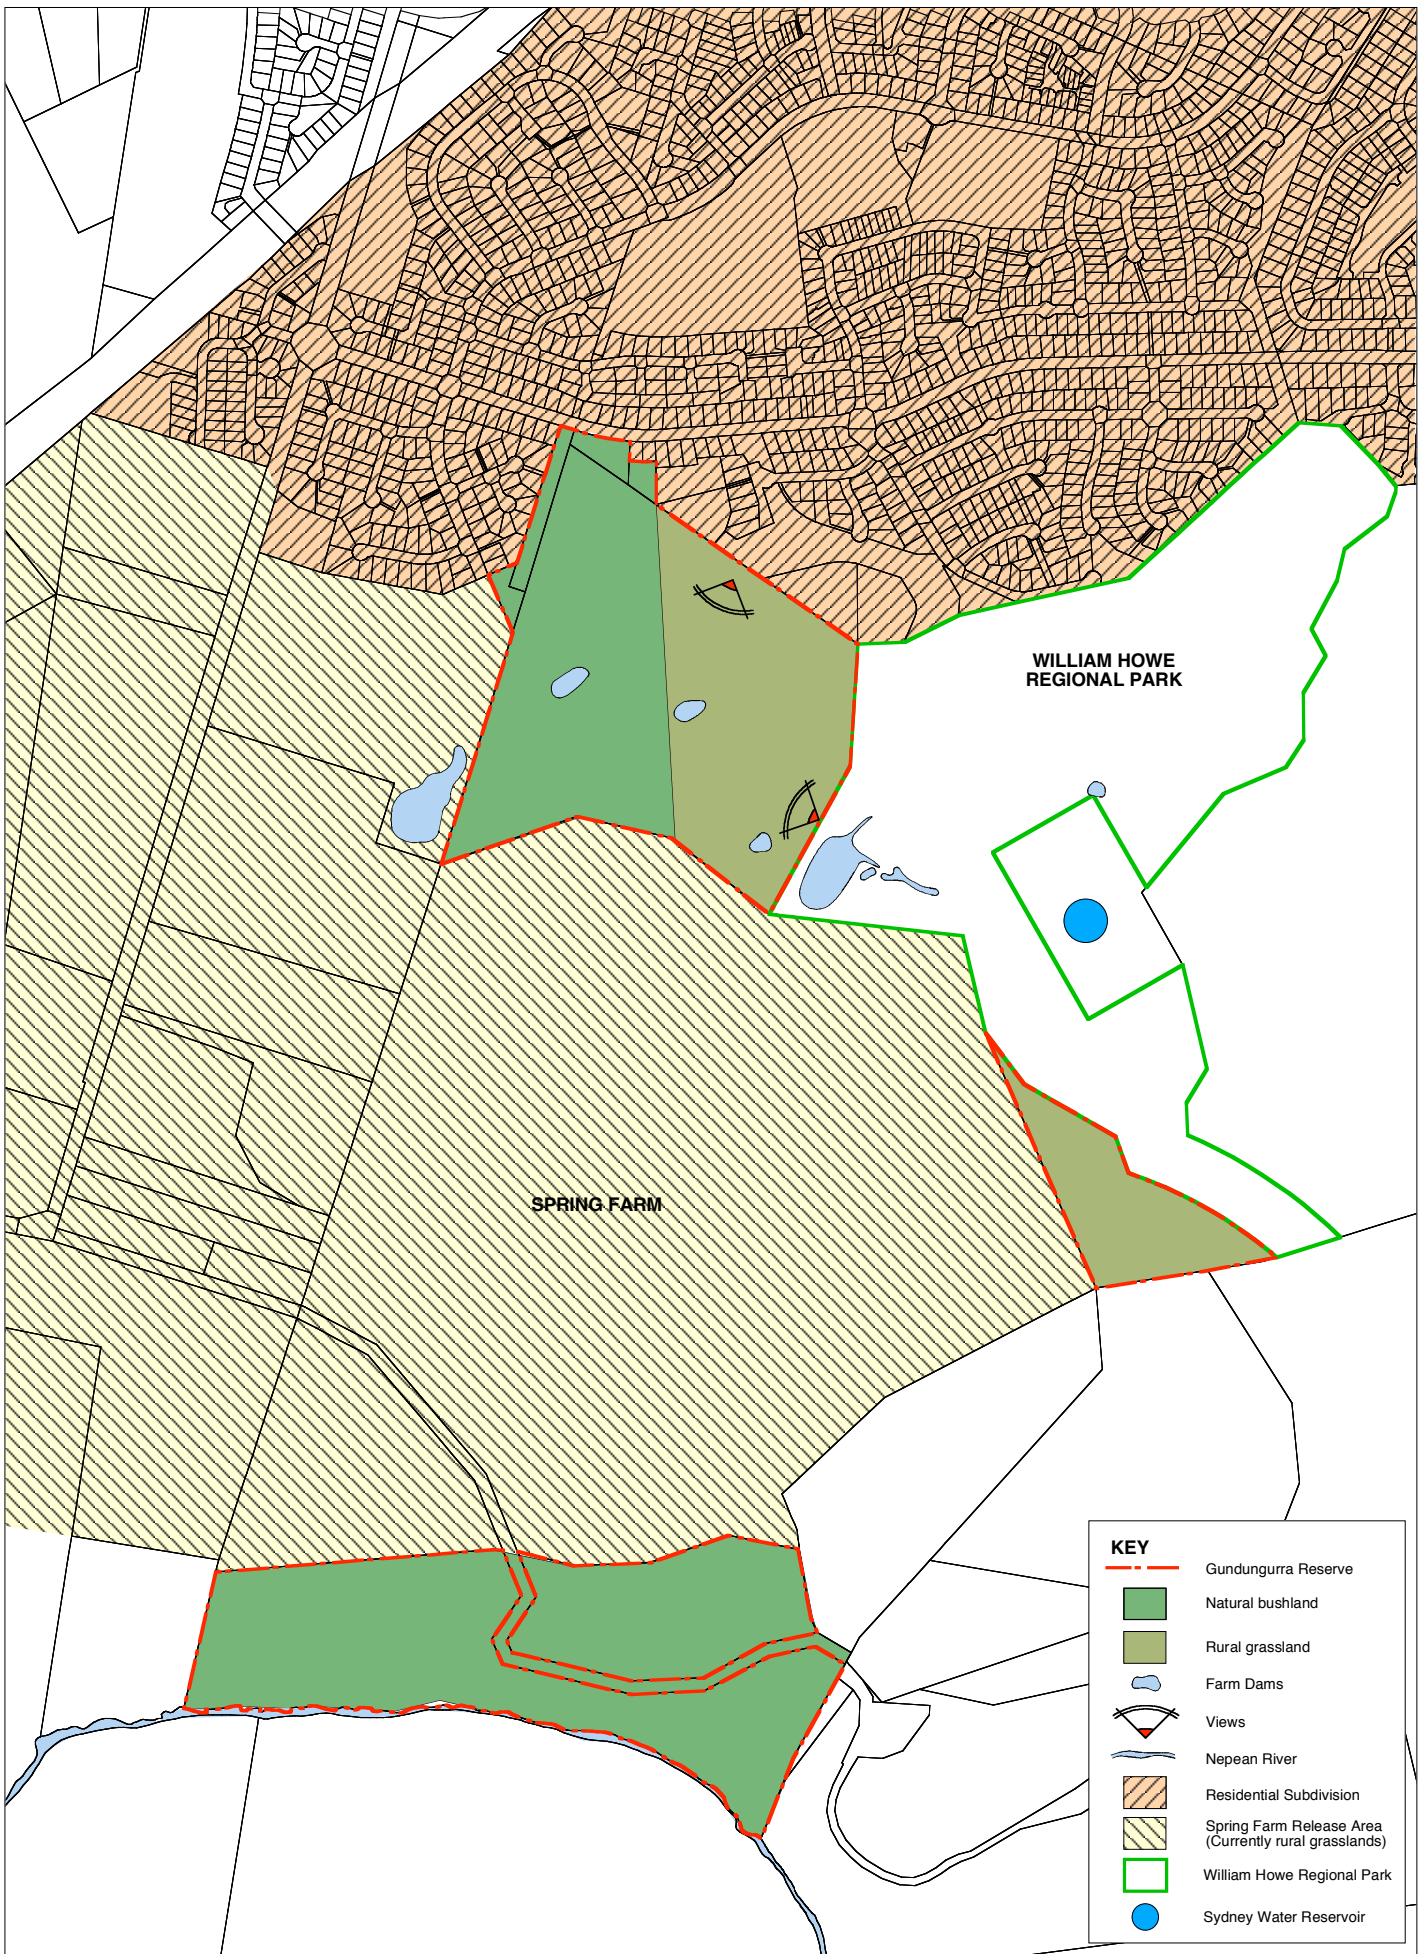 WILLIAM HOWE
REGIONAL PARK
SPRING FARM
KEY
Gundungurra Reserve
Natural bushland
Rural grassland
Farm Dams
Views
Nepean River
Residential Subdivision
Spring Farm Release Area
(Currently rural grasslands)
William Howe Regional Park
Sydney Water Reservoir